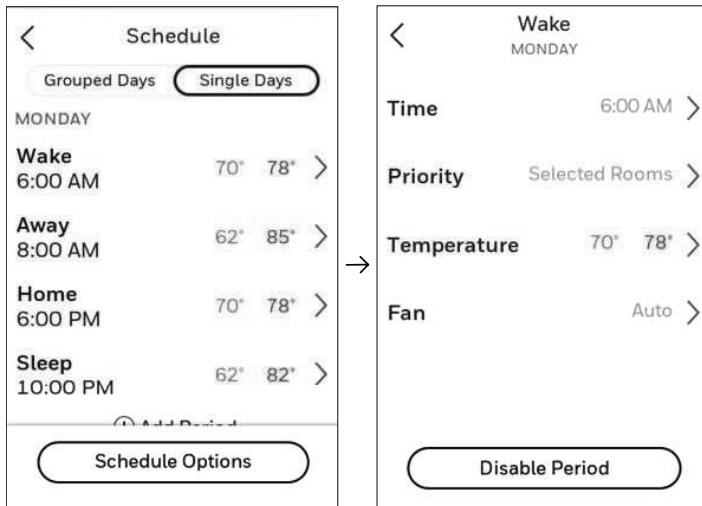 Schedule
Grouped Days Single Days
MONDAY
Wake
6:00 AM
70° 78°
Away
8:00 AM
62° 85°
Home
6:00 PM
70° 78°
Sleep
10:00 PM
62° 82°
Add Period
Schedule Options
Wake
MONDAY
Time 6:00 AM
Priority Selected Rooms
Temperature 70° 78°
Fan Auto
Disable Period